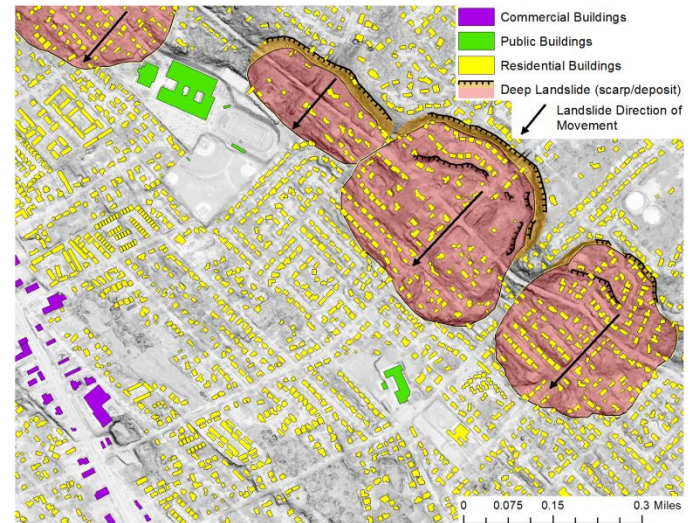 Commercial Buildings
Public Buildings
Residential Buildings
Deep Landslide (scarp/deposit)
Landslide Direction of
Movement
0 0.075 0.15 0.3 Miles